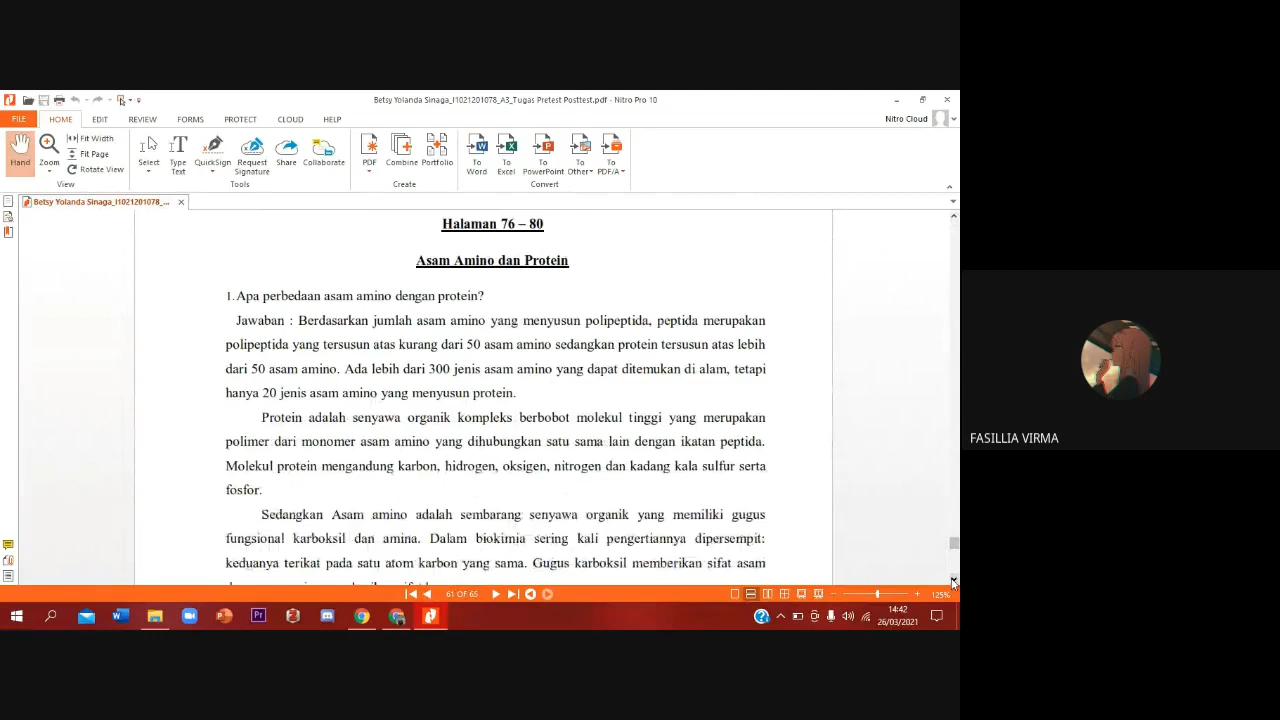 Betsy Yolanda Sinaga_I1021201078_A3_Tugas Pretest Posttest.pdf - Nitro Pro 10
FILE HOME EDIT REVIEW FORMS PROTECT CLOUD HELP
Nitro Cloud
Hand
Zoom
Fit Width
Fit Page
Rotate View
View
Select
Type Text
QuickSign
Request Signature
Share
Collaborate
Tools
PDF
Combine
Portfolio
Create
To Word
To Excel
To PowerPoint
To Other
To PDF/A
Convert
Betsy Yolanda Sinaga_I1021201078_...
Halaman 76 – 80
Asam Amino dan Protein
1. Apa perbedaan asam amino dengan protein?
Jawaban : Berdasarkan jumlah asam amino yang menyusun polipeptida, peptida merupakan
polipeptida yang tersusun atas kurang dari 50 asam amino sedangkan protein tersusun atas lebih
dari 50 asam amino. Ada lebih dari 300 jenis asam amino yang dapat ditemukan di alam, tetapi
hanya 20 jenis asam amino yang menyusun protein.
Protein adalah senyawa organik kompleks berbobot molekul tinggi yang merupakan
polimer dari monomer asam amino yang dihubungkan satu sama lain dengan ikatan peptida.
Molekul protein mengandung karbon, hidrogen, oksigen, nitrogen dan kadang kala sulfur serta
fosfor.
Sedangkan Asam amino adalah sembarang senyawa organik yang memiliki gugus
fungsional karboksil dan amina. Dalam biokimia sering kali pengertiannya dipersempit:
keduanya terikat pada satu atom karbon yang sama. Gugus karboksil memberikan sifat asam
61 OF 65
125%
14:42
26/03/2021
FASILLIA VIRMA